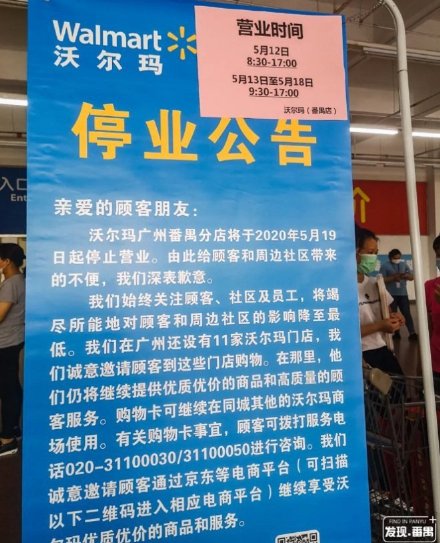 Walmart
沃尔玛
营业时间
5月12日
8:30-17:00
5月13日至5月18日
9:30-17:00
沃尔玛（番禺店）
停业公告
入口
亲爱的顾客朋友：
沃尔玛广州番禺分店将于2020年5月19
日起停止营业。由此给顾客和周边社区带来
的不便，我们深表歉意。
我们始终关注顾客、社区及员工，将竭
尽所能地对顾客和周边社区的影响降至最
低。我们在广州还设有11家沃尔玛门店，我
们诚意邀请顾客到这些门店购物。在那里，他
们仍将继续提供优质优价的商品和高质量的顾
客服务。购物卡可继续在同城其他的沃尔玛商
场使用。有关购物卡事宜，顾客可拨打服务电
话020-31100030/31100050进行咨询。我们
诚意邀请顾客通过京东等电商平台（可扫描
以下二维码进入相应电商平台）继续享受沃
尔玛优质优价的商品和服务。
FIND IN PANYU
发现.番禺